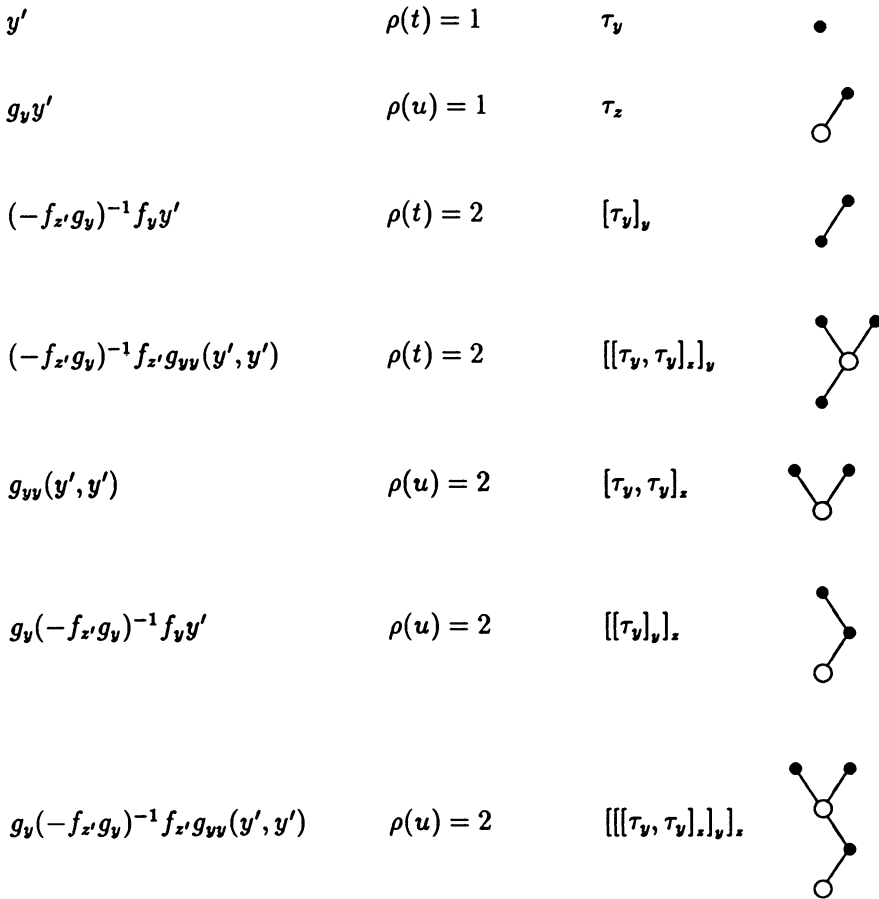 y′ ρ(t) = 1 τ_y
g_y y′ ρ(u) = 1 τ_z
(−f_{z′} g_y)^{−1} f_y y′ ρ(t) = 2 [τ_y]_y
(−f_{z′} g_y)^{−1} f_{z′} g_{yy}(y′, y′) ρ(t) = 2 [[τ_y, τ_y]_z]_y
g_{yy}(y′, y′) ρ(u) = 2 [τ_y, τ_y]_z
g_y(−f_{z′} g_y)^{−1} f_y y′ ρ(u) = 2 [[τ_y]_y]_z
g_y(−f_{z′} g_y)^{−1} f_{z′} g_{yy}(y′, y′) ρ(u) = 2 [[[τ_y, τ_y]_z]_y]_z